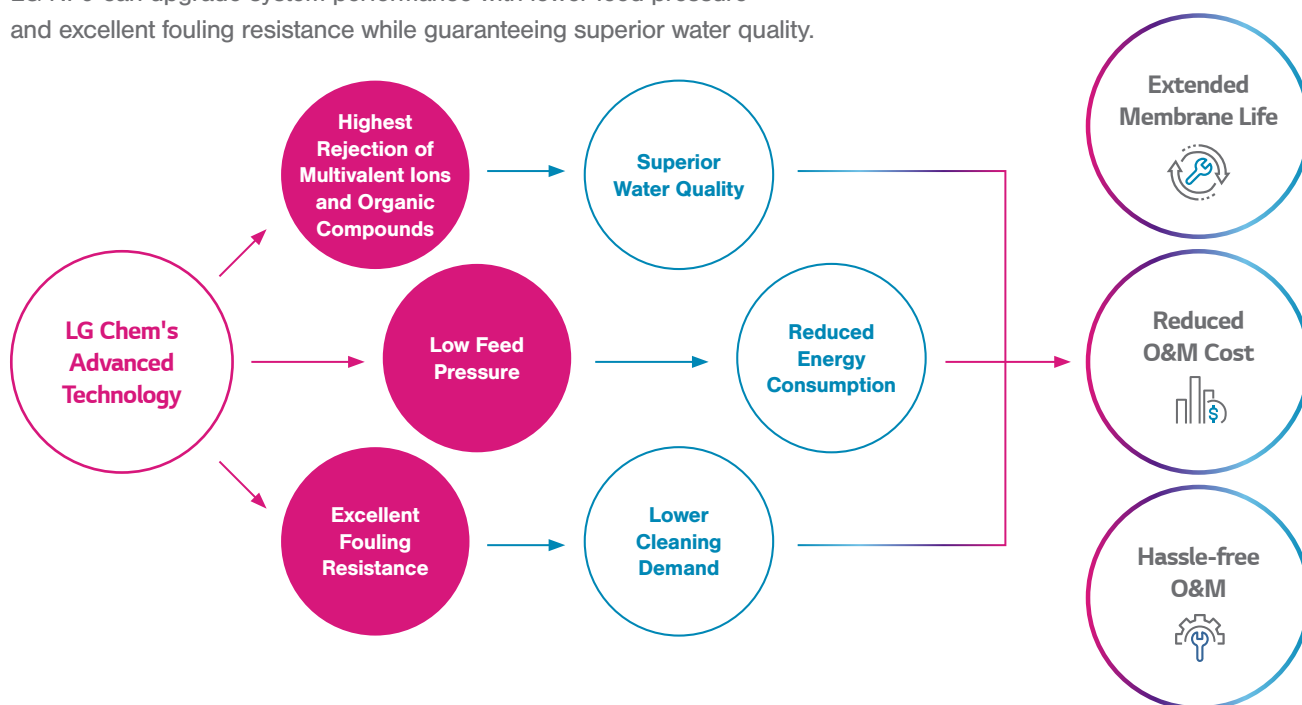 and excellent fouling resistance while guaranteeing superior water quality.
Highest
Rejection of
Multivalent Ions
and Organic
Compounds
Superior
Water Quality
Extended
Membrane Life
LG Chem's
Advanced
Technology
Low Feed
Pressure
Reduced
Energy
Consumption
Reduced
O&M Cost
$
Excellent
Fouling
Resistance
Lower
Cleaning
Demand
Hassle-free
O&M